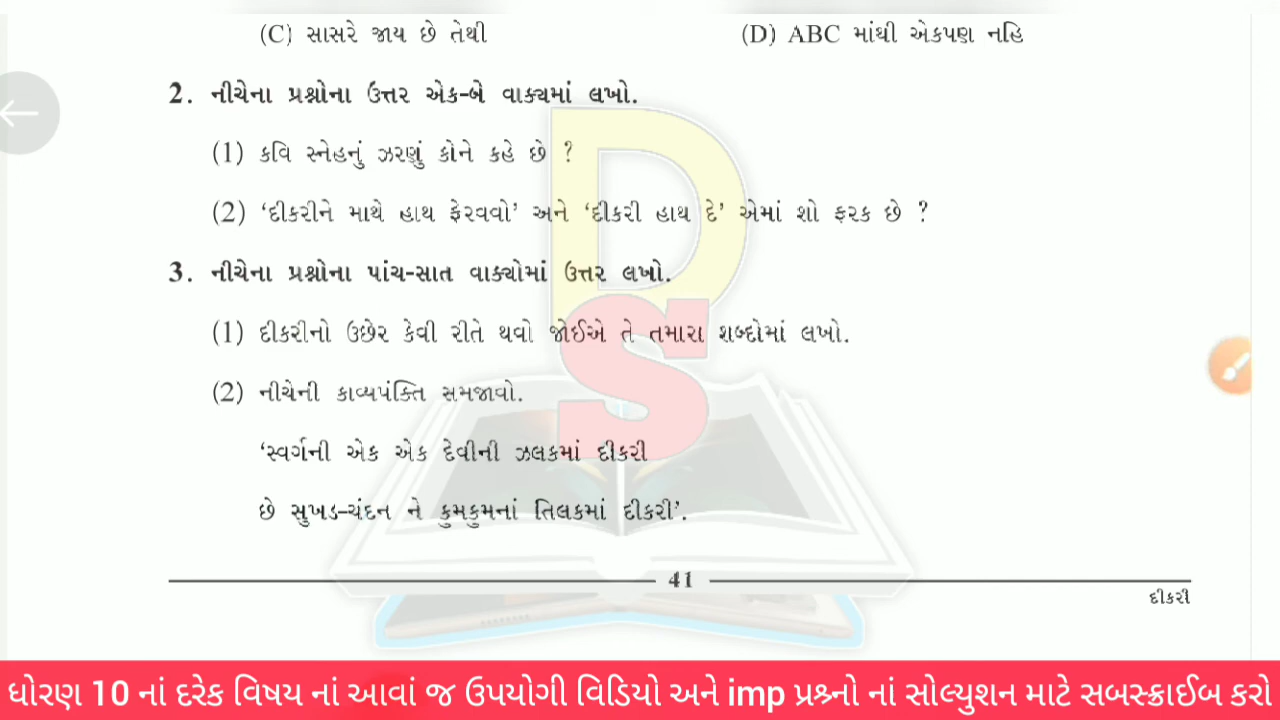 (C) સાસરે જાય છે તેથી (D) ABC માંથી એકપણ નહિ
2. નીચેના પ્રશ્નોના ઉત્તર એક-બે વાક્યમાં લખો.
(1) કવિ સ્નેહનું ઝરણું કોને કહે છે ?
(2) ‘દીકરીને માથે હાથ ફેરવવો’ અને ‘દીકરી હાથ દે’ એમાં શો ફરક છે ?
3. નીચેના પ્રશ્નોના પાંચ-સાત વાક્યોમાં ઉત્તર લખો.
(1) દીકરીનો ઉછેર કેવી રીતે થવો જોઈએ તે તમારા શબ્દોમાં લખો.
(2) નીચેની કાવ્યપંક્તિ સમજાવો.
‘સ્વર્ગની એક એક દેવીની ઝલકમાં દીકરી
છે સુખડ-ચંદન ને કુમકુમનાં તિલકમાં દીકરી’.
41
દીકરી
DS
ધોરણ 10 નાં દરેક વિષય નાં આવાં જ ઉપયોગી વિડિયો અને imp પ્રશ્નો નાં સોલ્યુશન માટે સબસ્ક્રાઈબ કરો